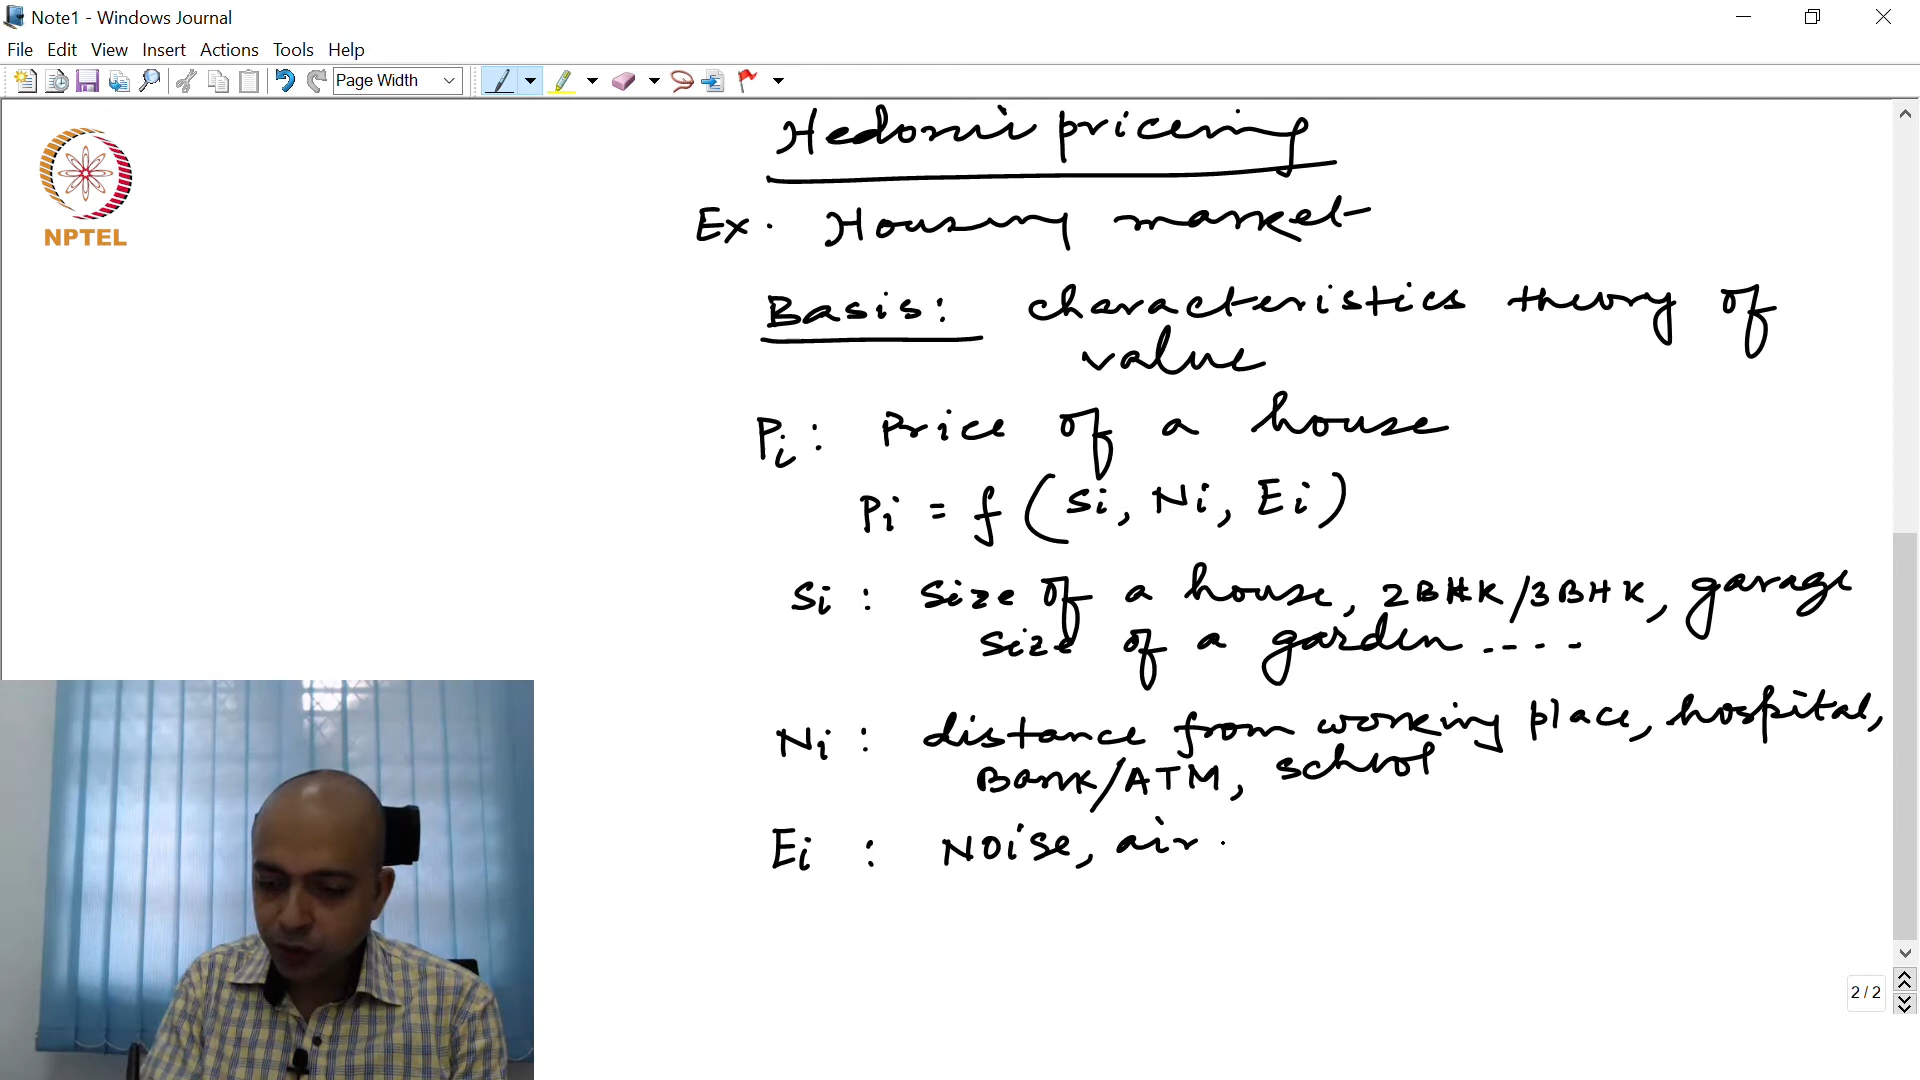 Note1 - Windows Journal
File Edit View Insert Actions Tools Help
Page Width
NPTEL
Hedonic pricering
Ex. Housing market
Basis: characteristics theory of
value
Pi: Price of a house
Pi = f (Si, Ni, Ei)
Si : Size of a house, 2BHK/3BHK, garage
size of a garden ....
Ni : distance from working place, hospital,
Bank/ATM, school
Ei : Noise, air
2 / 2